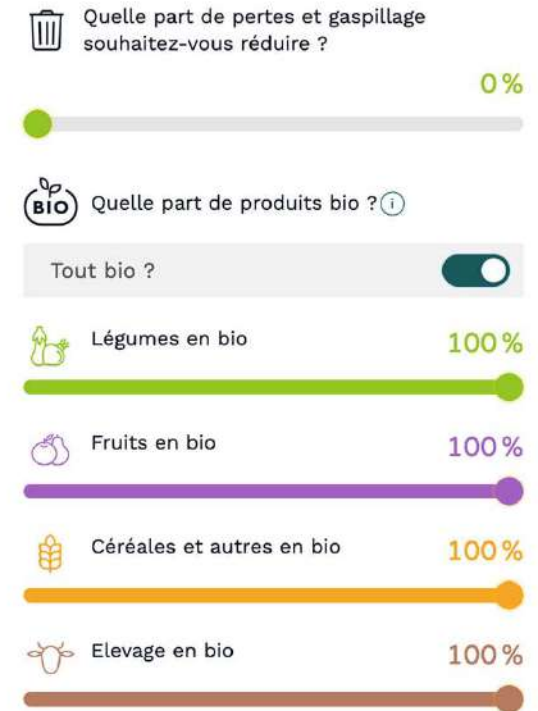 Quelle part de pertes et gaspillage
souhaitez-vous réduire ?
0 %
BIO
Quelle part de produits bio ? i
Tout bio ?
Légumes en bio
100 %
Fruits en bio
100 %
Céréales et autres en bio
100 %
Elevage en bio
100 %